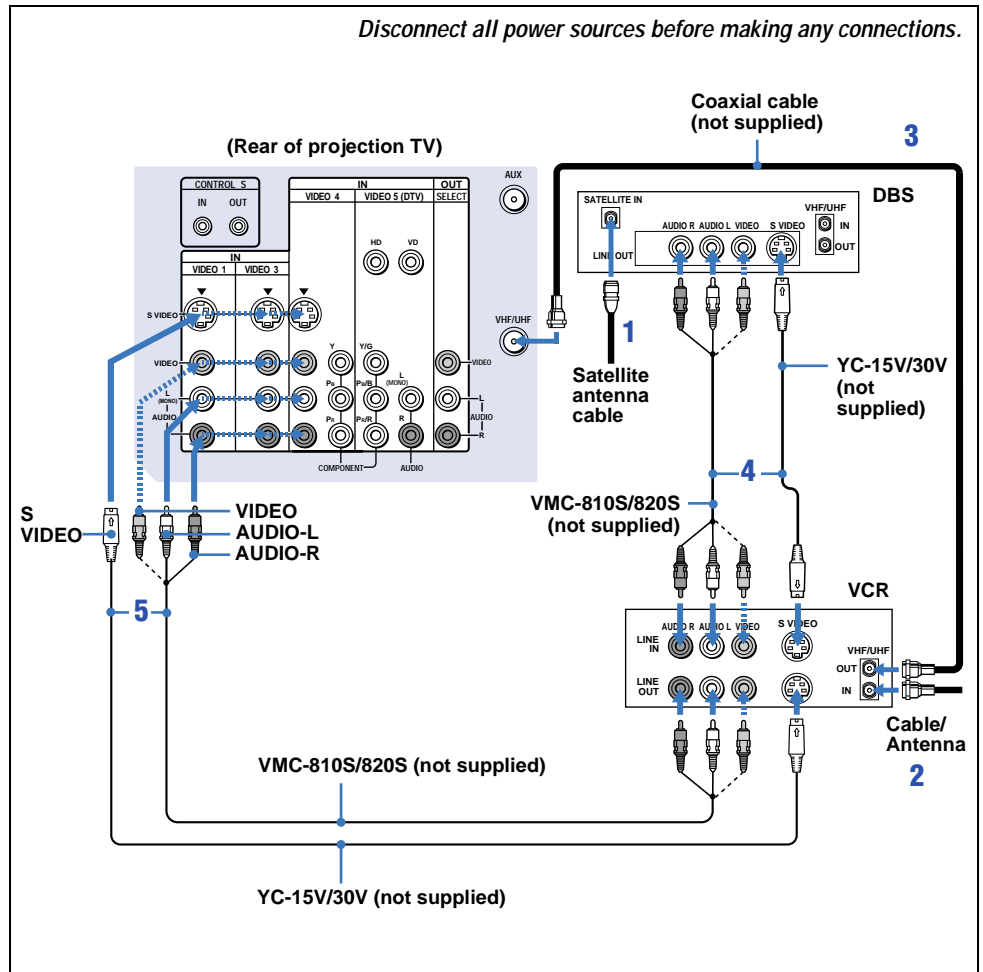 Disconnect all power sources before making any connections.
Coaxial cable
(not supplied)
3
(Rear of projection TV)
CONTROL S
IN OUT
IN
VIDEO 4 VIDEO 5 (DTV)
OUT
SELECT
AUX
HD VD
IN
VIDEO 1 VIDEO 3
S VIDEO
VIDEO
L
(MONO)
AUDIO
R
Y
PB
PR
Y/G
PB/B
PR/R
L
(MONO)
R
COMPONENT
AUDIO
VIDEO
L
AUDIO
R
VHF/UHF
DBS
SATELLITE IN
AUDIO R AUDIO L VIDEO S VIDEO
LINE OUT
VHF/UHF
IN
OUT
1
Satellite
antenna
cable
YC-15V/30V
(not
supplied)
4
VMC-810S/820S
(not supplied)
S
VIDEO
VIDEO
AUDIO-L
AUDIO-R
5
VCR
AUDIO R AUDIO L VIDEO S VIDEO
LINE
IN
LINE
OUT
VHF/UHF
OUT
IN
Cable/
Antenna
2
VMC-810S/820S (not supplied)
YC-15V/30V (not supplied)